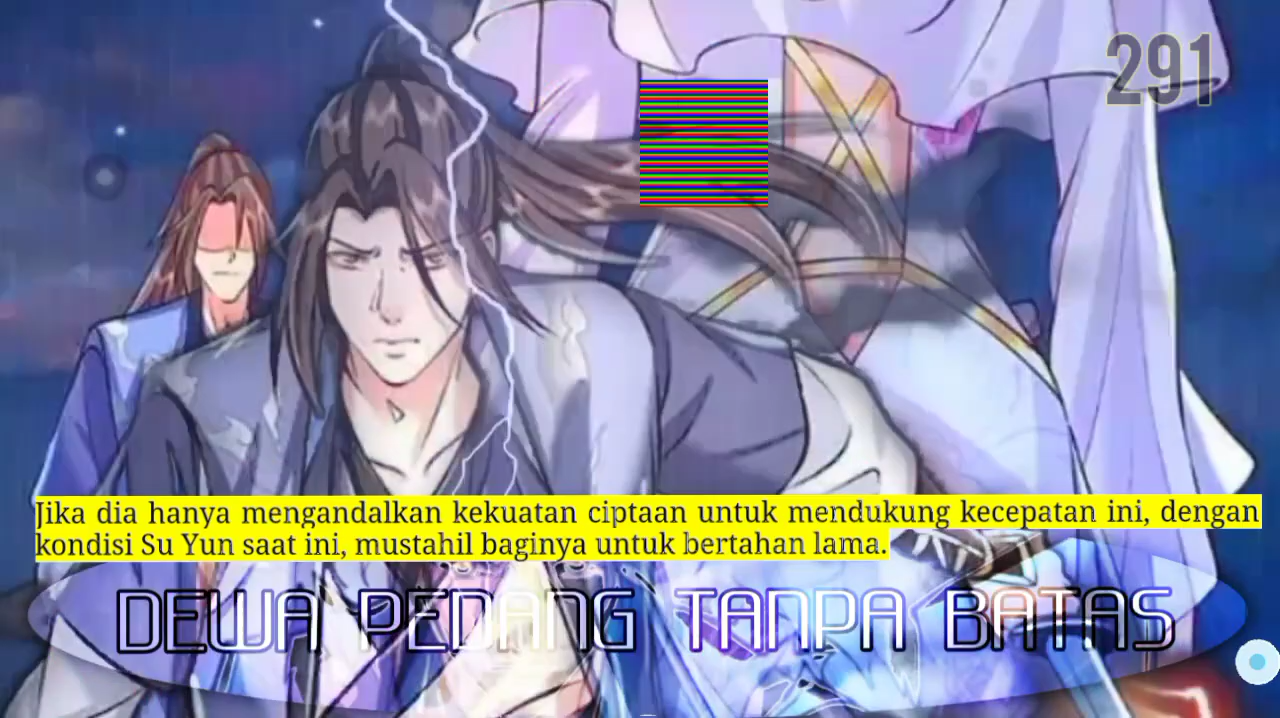 291
Jika dia hanya mengandalkan kekuatan ciptaan untuk mendukung kecepatan ini, dengan
kondisi Su Yun saat ini, mustahil baginya untuk bertahan lama.
DEWA PEDANG TANPA BATAS